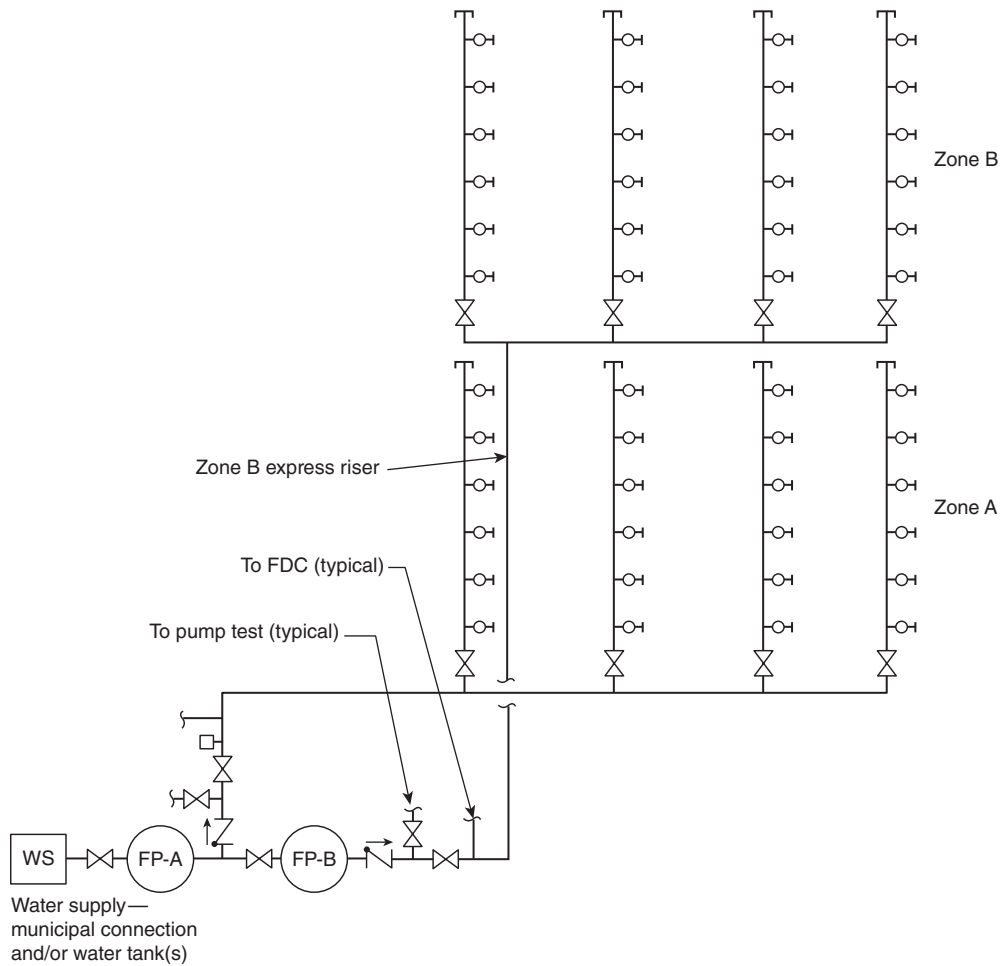 Zone B
Zone B express riser
Zone A
To FDC (typical)
To pump test (typical)
WS
FP-A
FP-B
Water supply—
municipal connection
and/or water tank(s)